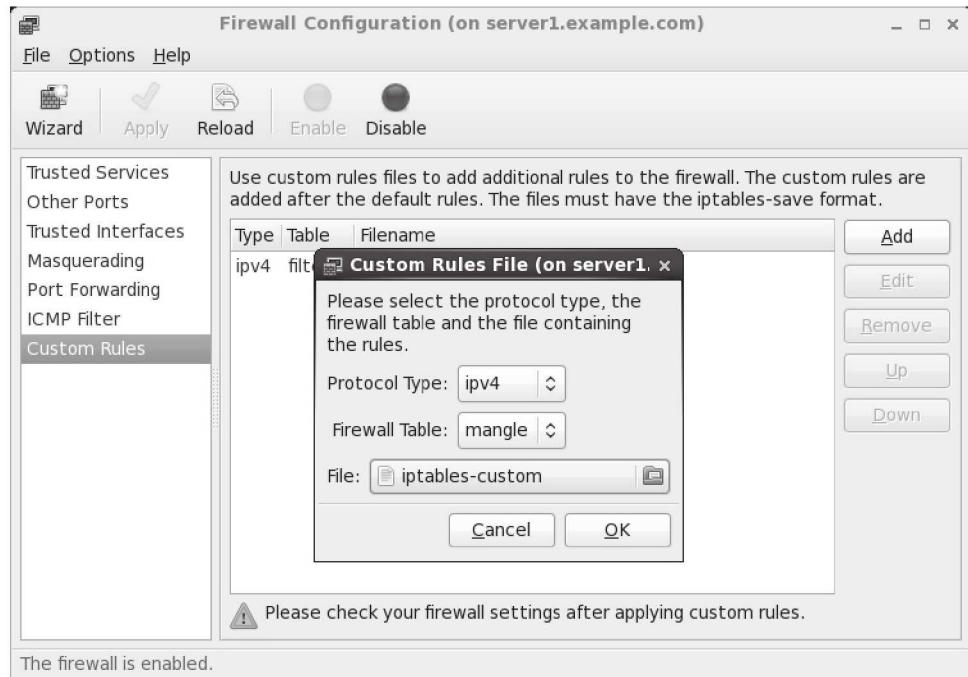 Firewall Configuration (on server1.example.com)
File Options Help
Wizard Apply Reload Enable Disable
Trusted Services
Other Ports
Trusted Interfaces
Masquerading
Port Forwarding
ICMP Filter
Custom Rules
Use custom rules files to add additional rules to the firewall. The custom rules are
added after the default rules. The files must have the iptables-save format.
Type Table Filename
ipv4 filt
Add
Edit
Remove
Up
Down
Custom Rules File (on server1.
Please select the protocol type, the
firewall table and the file containing
the rules.
Protocol Type: ipv4
Firewall Table: mangle
File: iptables-custom
Cancel OK
Please check your firewall settings after applying custom rules.
The firewall is enabled.